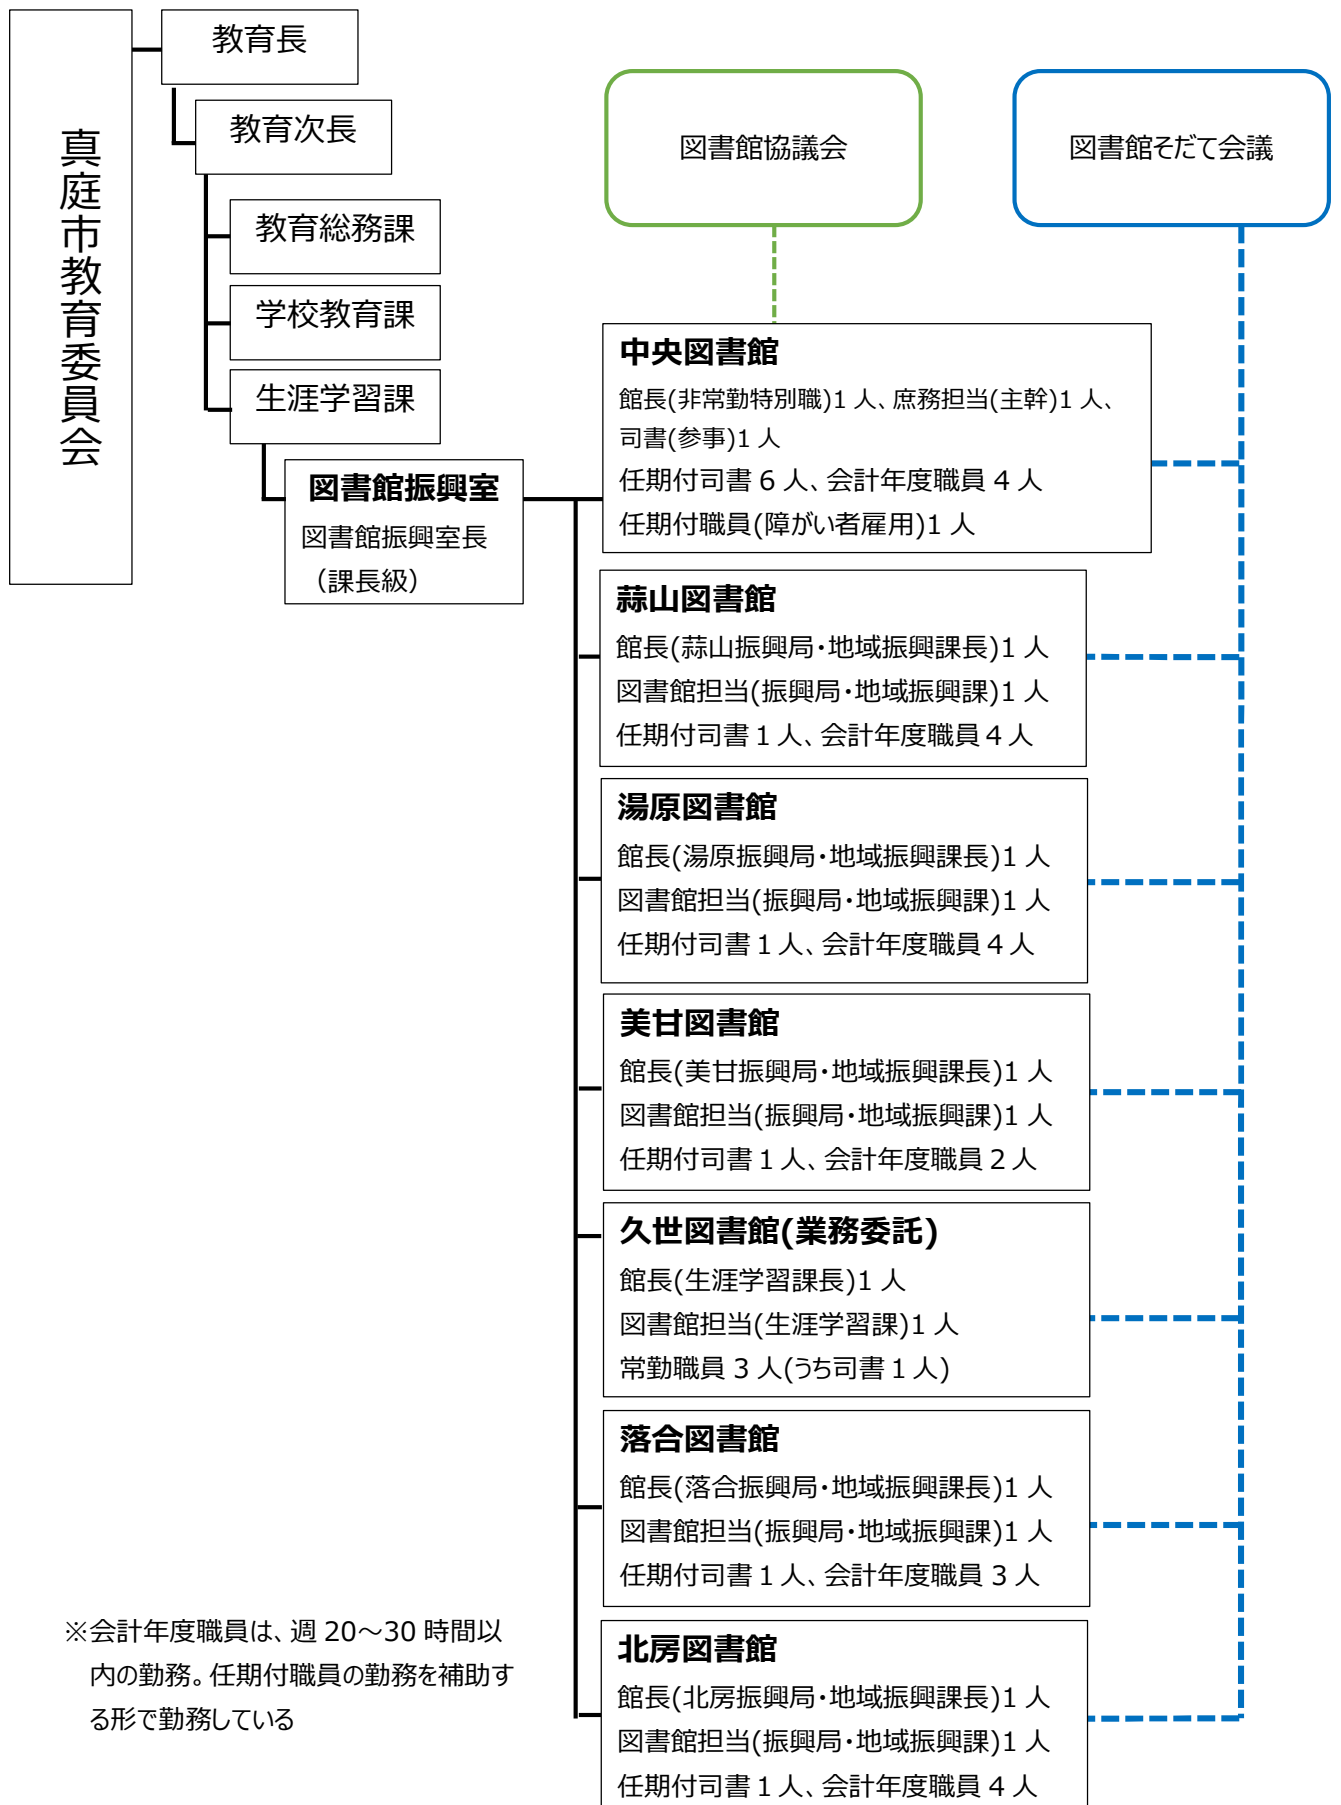 真庭市教育委員会
教育長
教育次長
教育総務課
学校教育課
生涯学習課
図書館振興室
図書館振興室長
（課長級）
図書館協議会
図書館そだて会議
中央図書館
館長(非常勤特別職)1 人、庶務担当(主幹)1 人、
司書(参事)1 人
任期付司書 6 人、会計年度職員 4 人
任期付職員(障がい者雇用)1 人
蒜山図書館
館長(蒜山振興局・地域振興課長)1 人
図書館担当(振興局・地域振興課)1 人
任期付司書 1 人、会計年度職員 4 人
湯原図書館
館長(湯原振興局・地域振興課長)1 人
図書館担当(振興局・地域振興課)1 人
任期付司書 1 人、会計年度職員 4 人
美甘図書館
館長(美甘振興局・地域振興課長)1 人
図書館担当(振興局・地域振興課)1 人
任期付司書 1 人、会計年度職員 2 人
久世図書館(業務委託)
館長(生涯学習課長)1 人
図書館担当(生涯学習課)1 人
常勤職員 3 人(うち司書 1 人)
落合図書館
館長(落合振興局・地域振興課長)1 人
図書館担当(振興局・地域振興課)1 人
任期付司書 1 人、会計年度職員 3 人
北房図書館
館長(北房振興局・地域振興課長)1 人
図書館担当(振興局・地域振興課)1 人
任期付司書 1 人、会計年度職員 4 人
※会計年度職員は、週 20～30 時間以
内の勤務。任期付職員の勤務を補助す
る形で勤務している